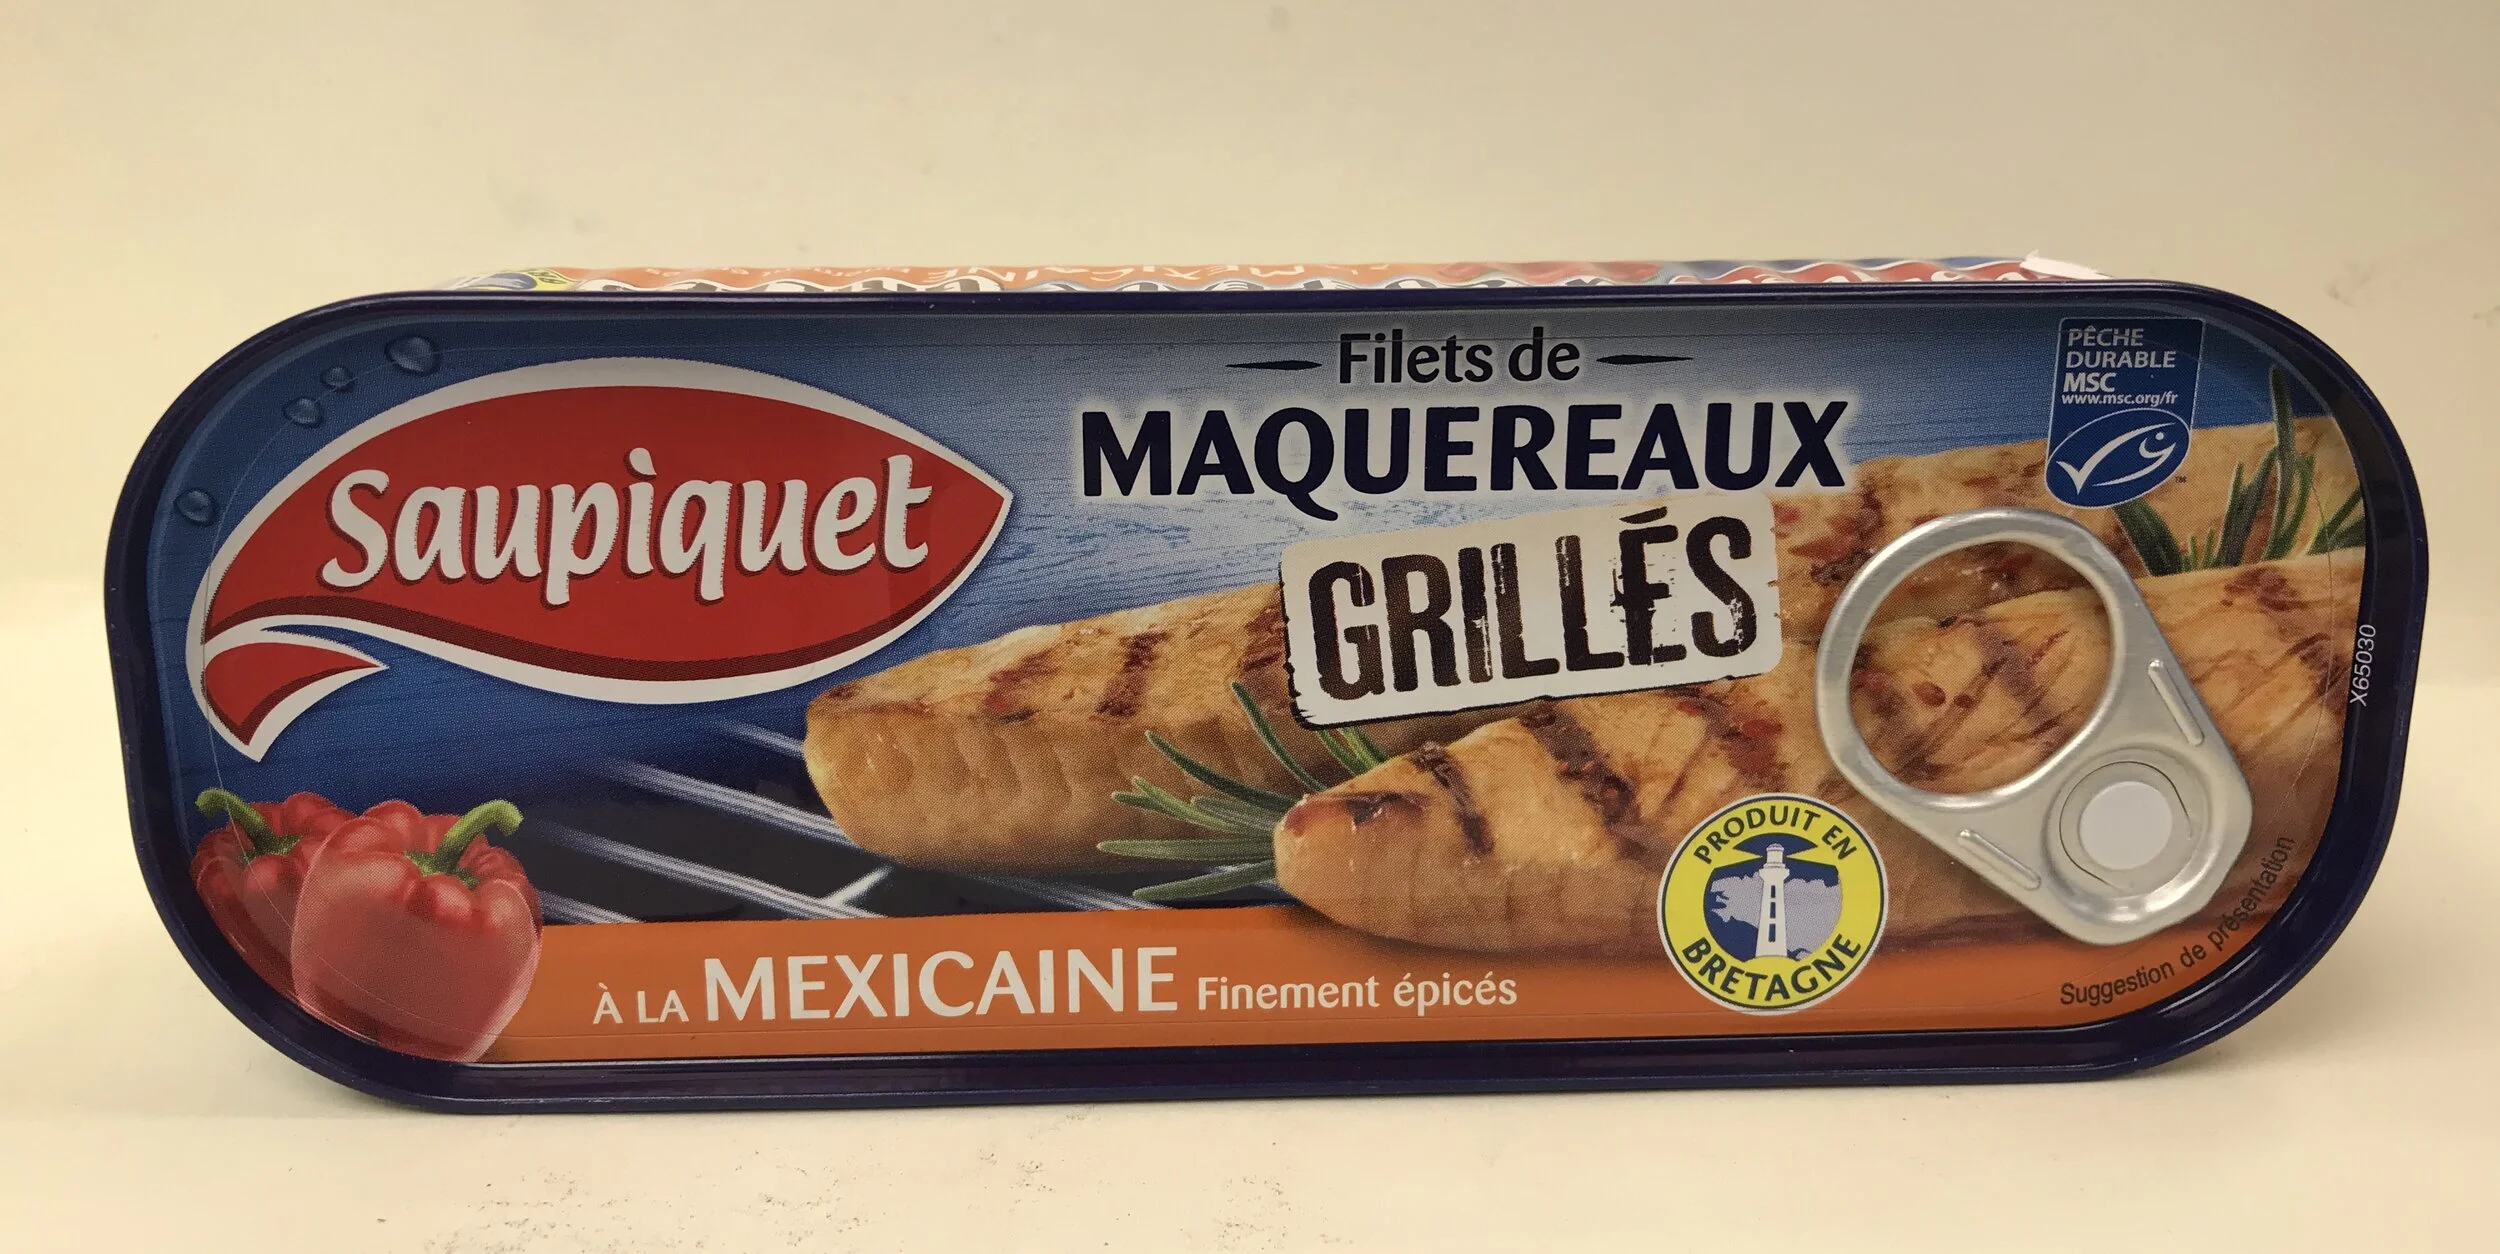 Saupiquet
Filets de
MAQUEREAUX
GRILLÉS
PÊCHE
DURABLE
MSC
www.msc.org/fr
TM
X65030
PRODUIT EN
BRETAGNE
À LA MEXICAINE Finement épicés
Suggestion de présentation